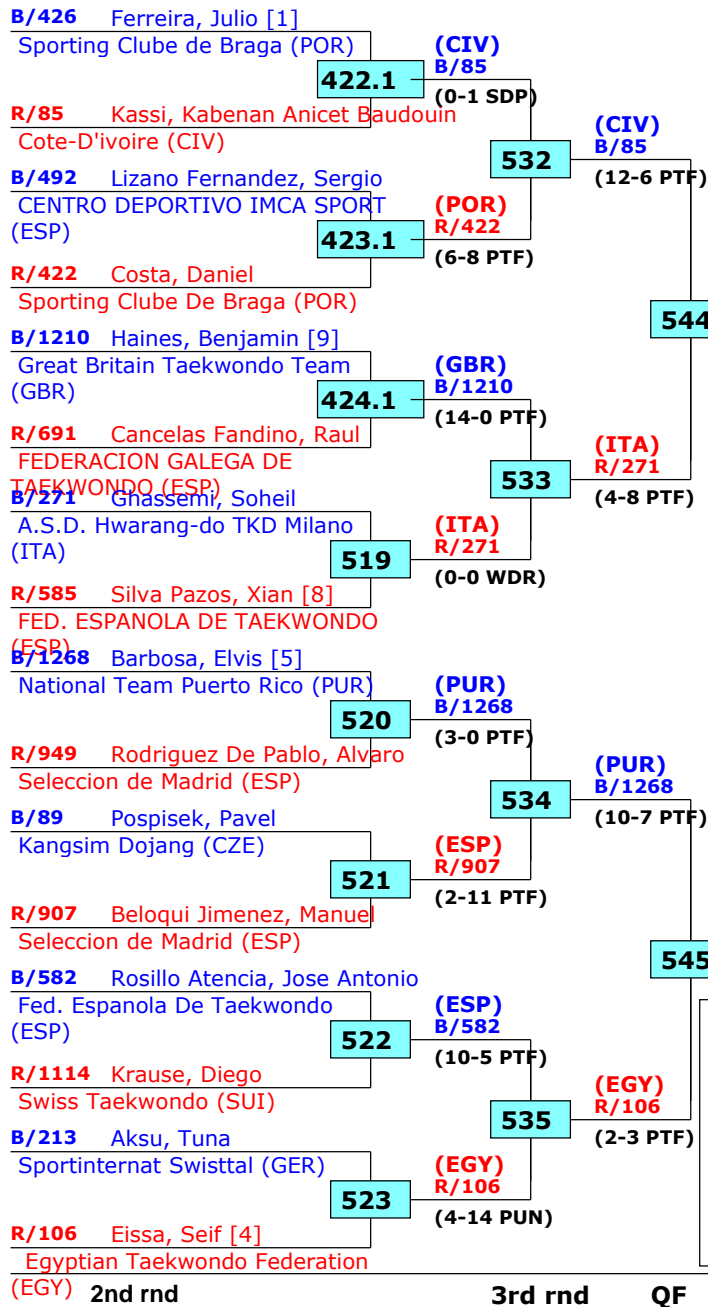 B/426 Ferreira, Julio [1]
Sporting Clube de Braga (POR)
422.1
(CIV)
B/85
(0-1 SDP)
R/85 Kassi, Kabenan Anicet Baudouin
Cote-D'ivoire (CIV)
532
(CIV)
B/85
(12-6 PTF)
B/492 Lizano Fernandez, Sergio
CENTRO DEPORTIVO IMCA SPORT
(ESP)
423.1
(POR)
R/422
(6-8 PTF)
R/422 Costa, Daniel
Sporting Clube De Braga (POR)
544
B/1210 Haines, Benjamin [9]
Great Britain Taekwondo Team
(GBR)
424.1
(GBR)
B/1210
(14-0 PTF)
R/691 Cancelas Fandino, Raul
FEDERACION GALEGA DE
TAEKWONDO (ESP)
533
(ITA)
R/271
(4-8 PTF)
B/271 Ghassemi, Soheil
A.S.D. Hwarang-do TKD Milano
(ITA)
519
(ITA)
R/271
(0-0 WDR)
R/585 Silva Pazos, Xian [8]
FED. ESPANOLA DE TAEKWONDO
(ESP)
B/1268 Barbosa, Elvis [5]
National Team Puerto Rico (PUR)
520
(PUR)
B/1268
(3-0 PTF)
R/949 Rodriguez De Pablo, Alvaro
Seleccion de Madrid (ESP)
534
(PUR)
B/1268
(10-7 PTF)
B/89 Pospisek, Pavel
Kangsim Dojang (CZE)
521
(ESP)
R/907
(2-11 PTF)
R/907 Beloqui Jimenez, Manuel
Seleccion de Madrid (ESP)
545
B/582 Rosillo Atencia, Jose Antonio
Fed. Espanola De Taekwondo
(ESP)
522
(ESP)
B/582
(10-5 PTF)
R/1114 Krause, Diego
Swiss Taekwondo (SUI)
535
(EGY)
R/106
(2-3 PTF)
B/213 Aksu, Tuna
Sportinternat Swisttal (GER)
523
(EGY)
R/106
(4-14 PUN)
R/106 Eissa, Seif [4]
Egyptian Taekwondo Federation
(EGY)
2nd rnd 3rd rnd QF